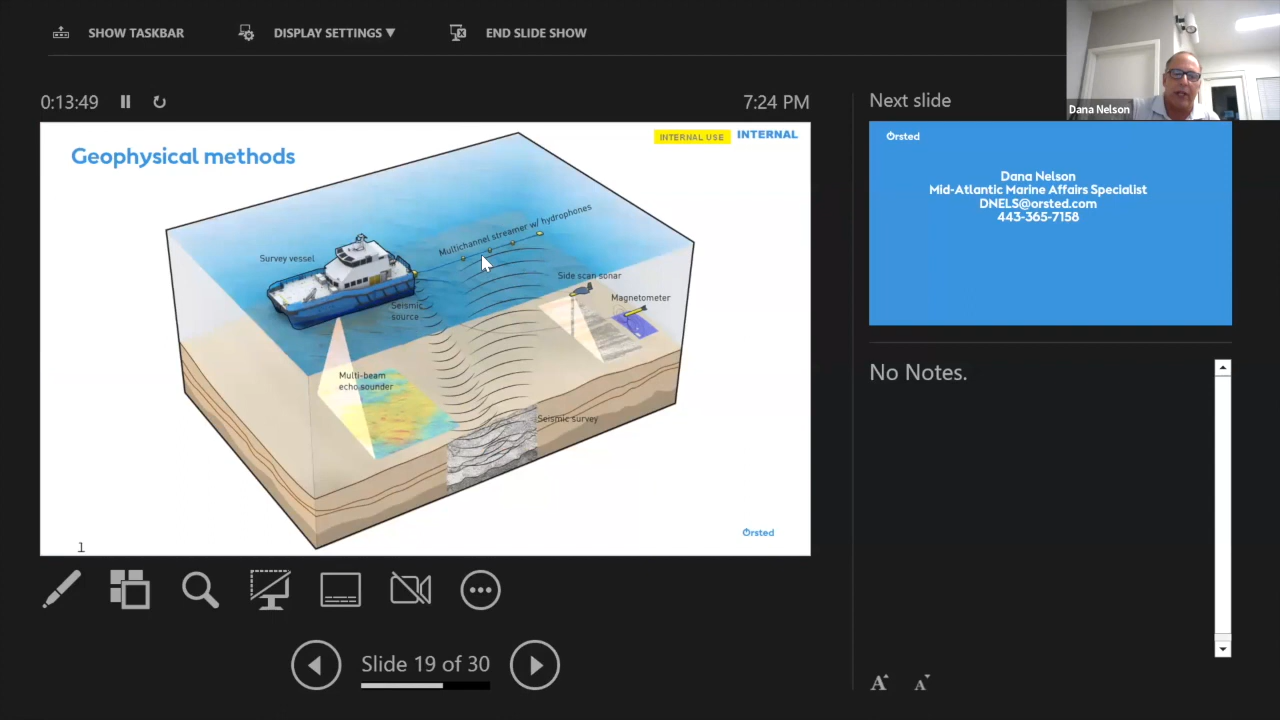 SHOW TASKBAR
DISPLAY SETTINGS ▼
END SLIDE SHOW
Dana Nelson
0:13:49
7:24 PM
Next slide
INTERNAL USE
INTERNAL
Geophysical methods
Survey vessel
Multichannel streamer w/ hydrophones
Side scan sonar
Magnetometer
Seismic
source
Multi-beam
echo sounder
Seismic survey
Ørsted
1
Ørsted
Dana Nelson
Mid-Atlantic Marine Affairs Specialist
DNELS@orsted.com
443-365-7158
No Notes.
Slide 19 of 30
A A